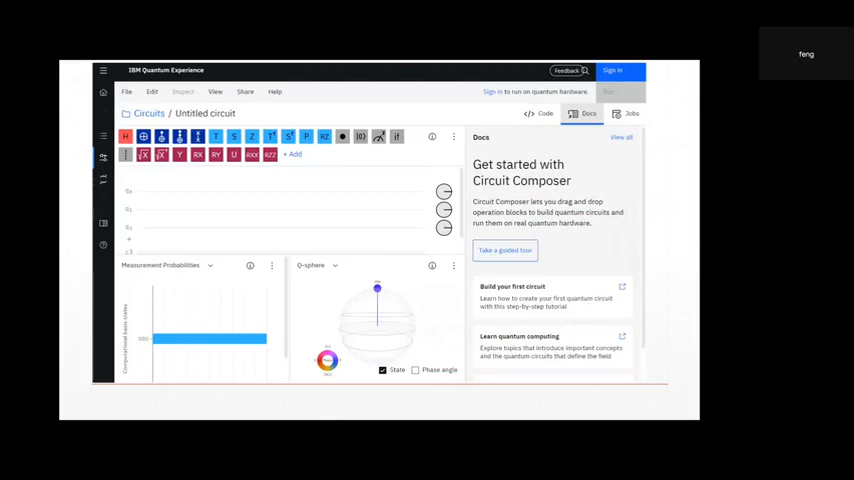 feng
IBM Quantum Experience
Feedback
Sign in
File Edit Inspect View Share Help
Sign in to run on quantum hardware.
Circuits / Untitled circuit
Code
Docs
Jobs
H T S Z T† S† P RZ |0⟩ if
√X √X† Y RX RY U RXX RZZ + Add
Docs
View all
Get started with
Circuit Composer
Circuit Composer lets you drag and drop
operation blocks to build quantum circuits and
run them on real quantum hardware.
Take a guided tour
q0
q1
+
c3
Measurement Probabilities
Q-sphere
Computational basis states
000
Build your first circuit
Learn how to create your first quantum circuit
with this step-by-step tutorial
Learn quantum computing
Explore topics that introduce important concepts
and the quantum circuits that define the field
State
Phase angle